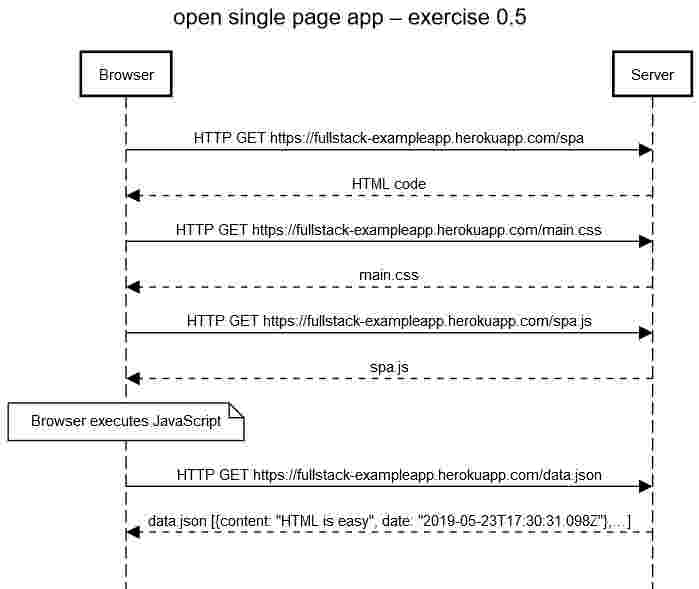 open single page app – exercise 0.5
Browser
Server
HTTP GET https://fullstack-exampleapp.herokuapp.com/spa
HTML code
HTTP GET https://fullstack-exampleapp.herokuapp.com/main.css
main.css
HTTP GET https://fullstack-exampleapp.herokuapp.com/spa.js
spa.js
Browser executes JavaScript
HTTP GET https://fullstack-exampleapp.herokuapp.com/data.json
data.json [{content: "HTML is easy", date: "2019-05-23T17:30:31.098Z"},…]